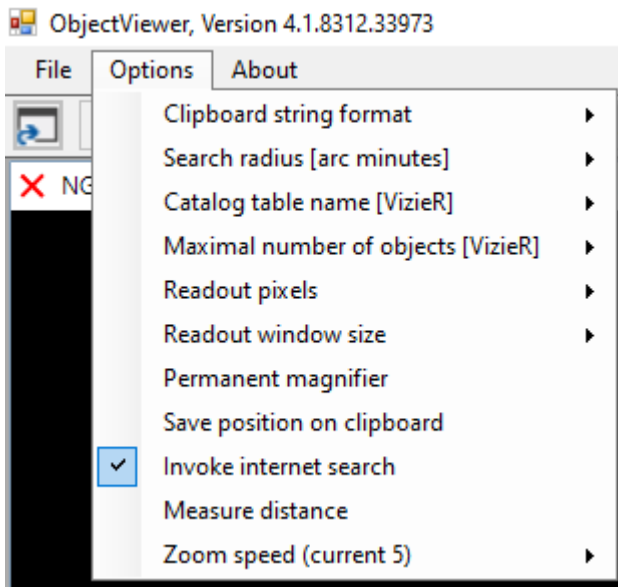 ObjectViewer, Version 4.1.8312.33973
File Options About
Clipboard string format
Search radius [arc minutes]
NG
Catalog table name [VizieR]
Maximal number of objects [VizieR]
Readout pixels
Readout window size
Permanent magnifier
Save position on clipboard
Invoke internet search
Measure distance
Zoom speed (current 5)